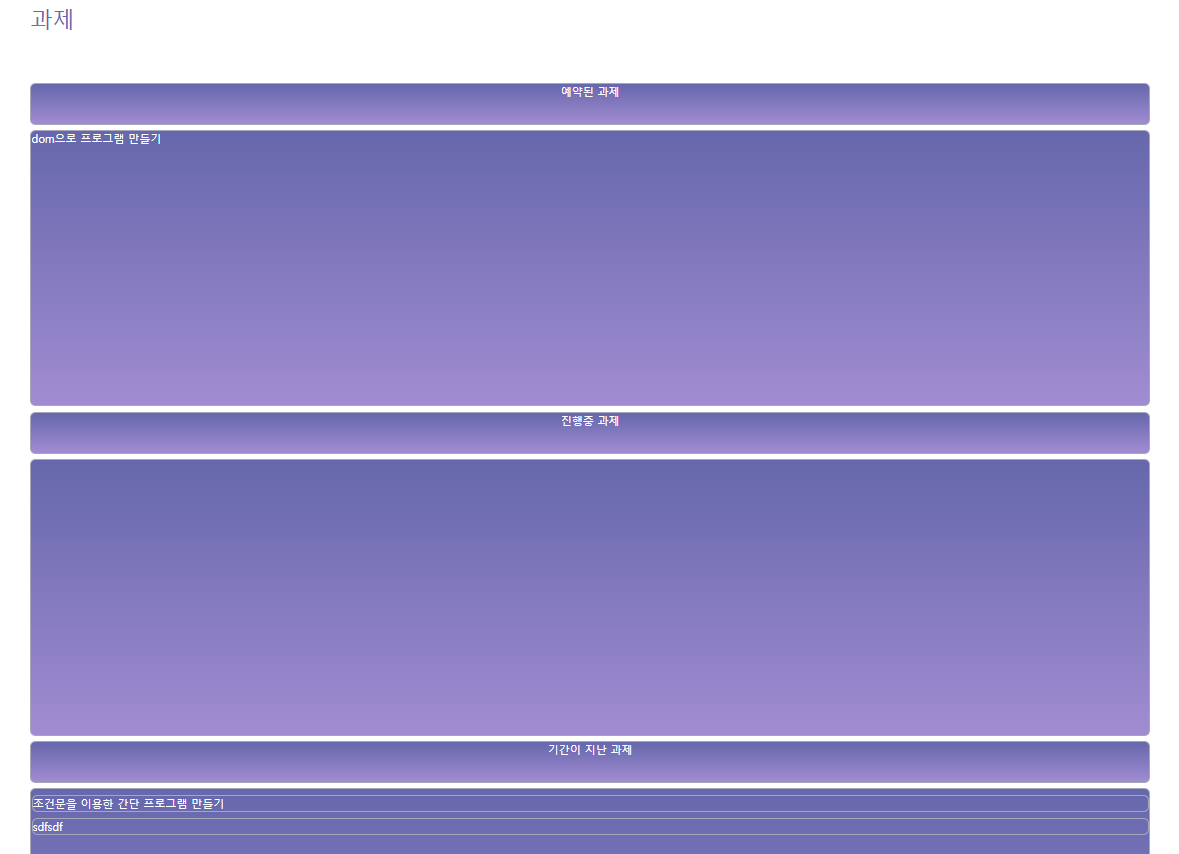 과제
예약된 과제
dom으로 프로그램 만들기
진행중 과제
기간이 지난 과제
조건문을 이용한 간단 프로그램 만들기
sdfsdf